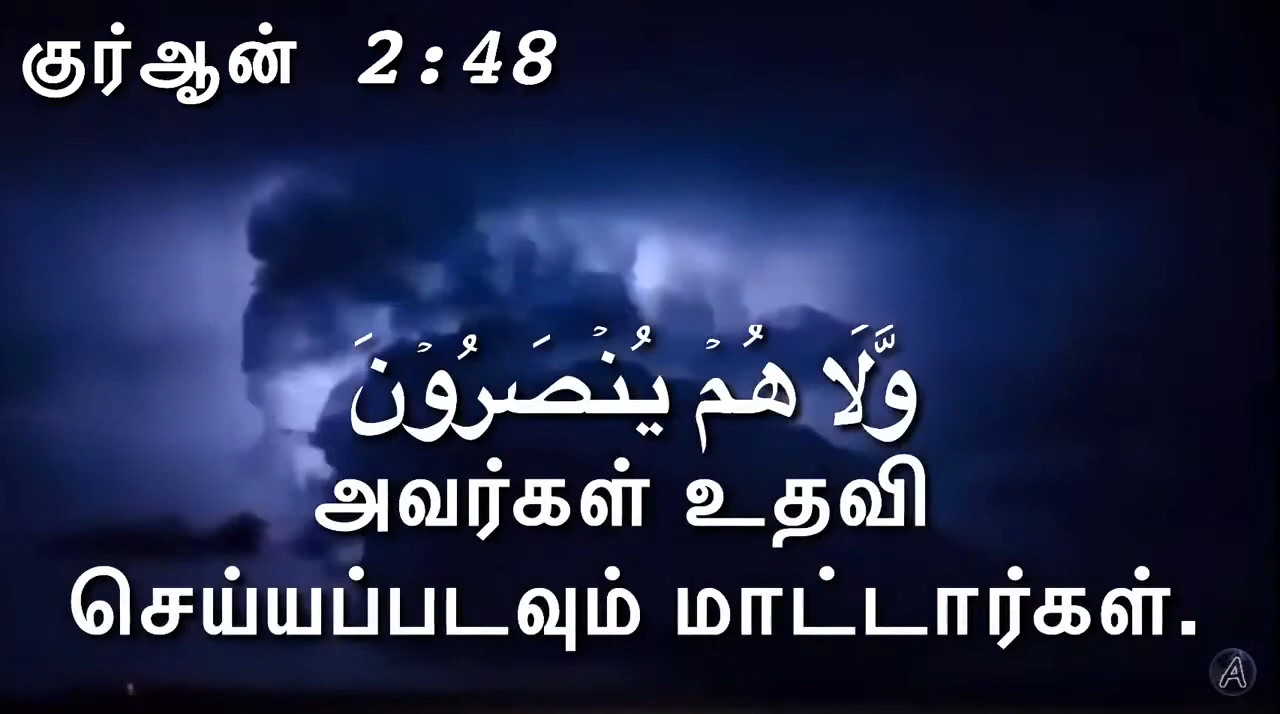 குர்ஆன் 2:48
وَّلَا هُمۡ يُنۡصَرُوۡنَ
அவர்கள் உதவி
செய்யப்படவும் மாட்டார்கள்.
A